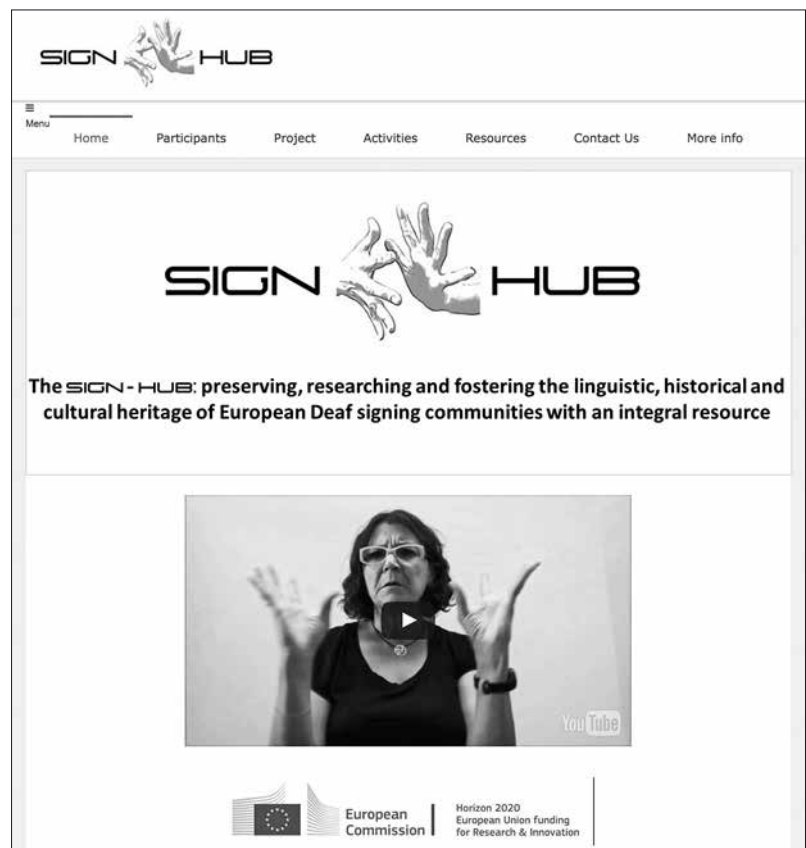 SIGN HUB
Menu
Home Participants Project Activities Resources Contact Us More info
SIGN HUB
The SIGN-HUB: preserving, researching and fostering the linguistic, historical and
cultural heritage of European Deaf signing communities with an integral resource
YouTube
European
Commission
Horizon 2020
European Union funding
for Research & Innovation